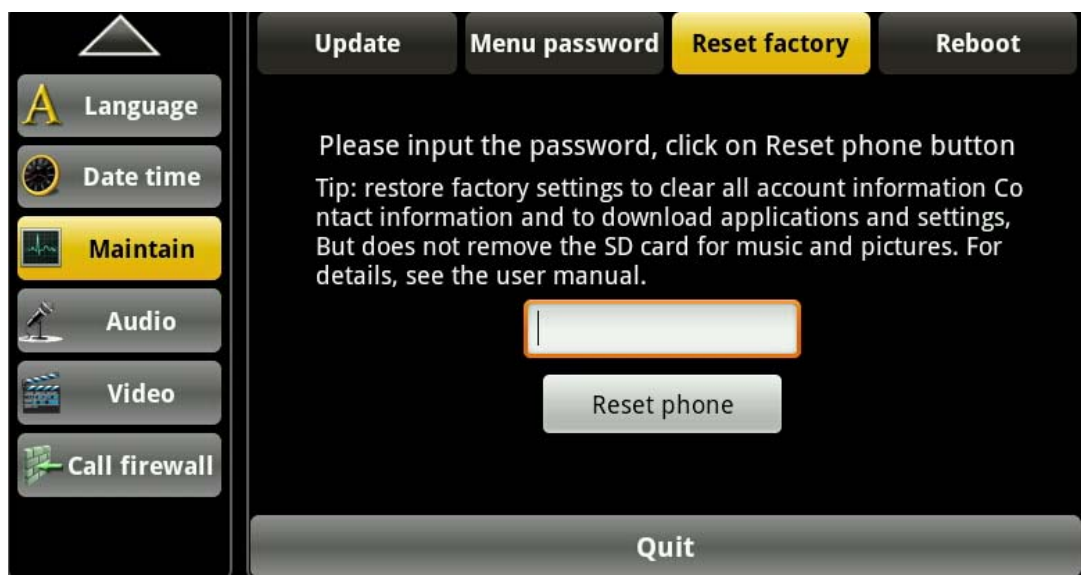 Update
Menu password
Reset factory
Reboot
Language
Date time
Maintain
Audio
Video
Call firewall
Please input the password, click on Reset phone button
Tip: restore factory settings to clear all account information Co
ntact information and to download applications and settings,
But does not remove the SD card for music and pictures. For
details, see the user manual.
Reset phone
Quit